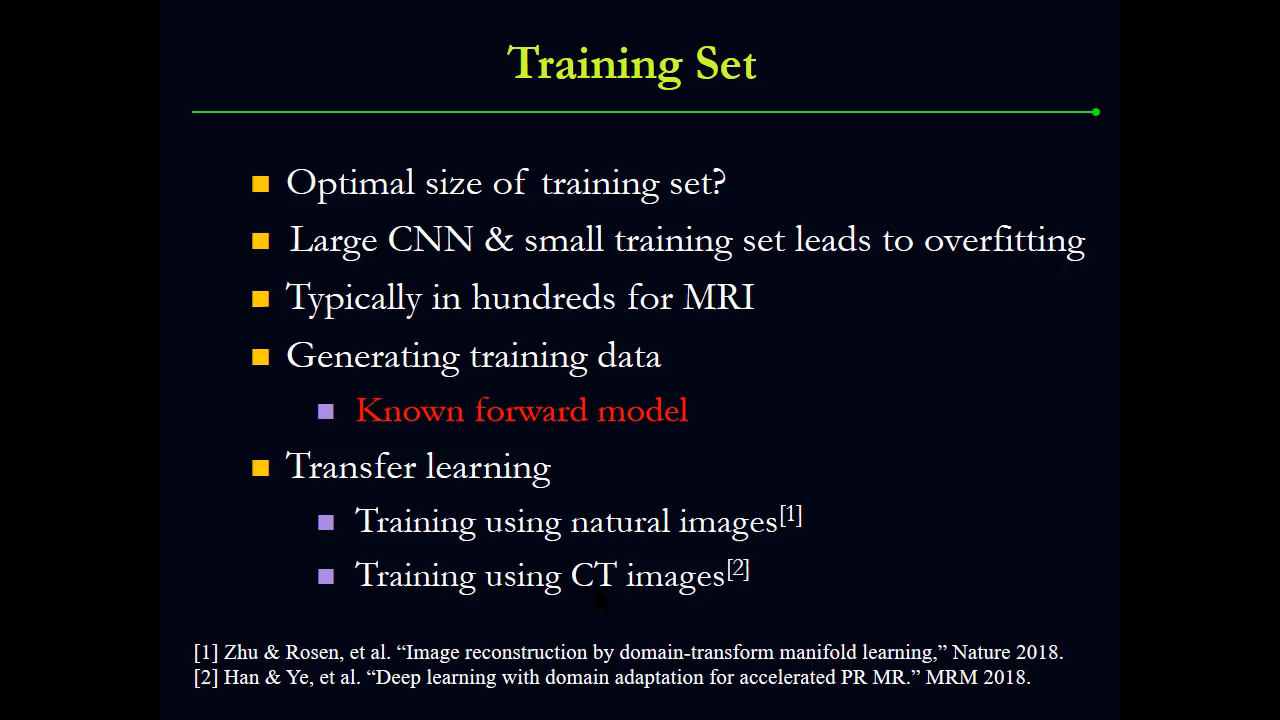 Training Set
Optimal size of training set?
Large CNN & small training set leads to overfitting
Typically in hundreds for MRI
Generating training data
Known forward model
Transfer learning
Training using natural images[1]
Training using CT images[2]
[1] Zhu & Rosen, et al. “Image reconstruction by domain-transform manifold learning,” Nature 2018.
[2] Han & Ye, et al. “Deep learning with domain adaptation for accelerated PR MR.” MRM 2018.